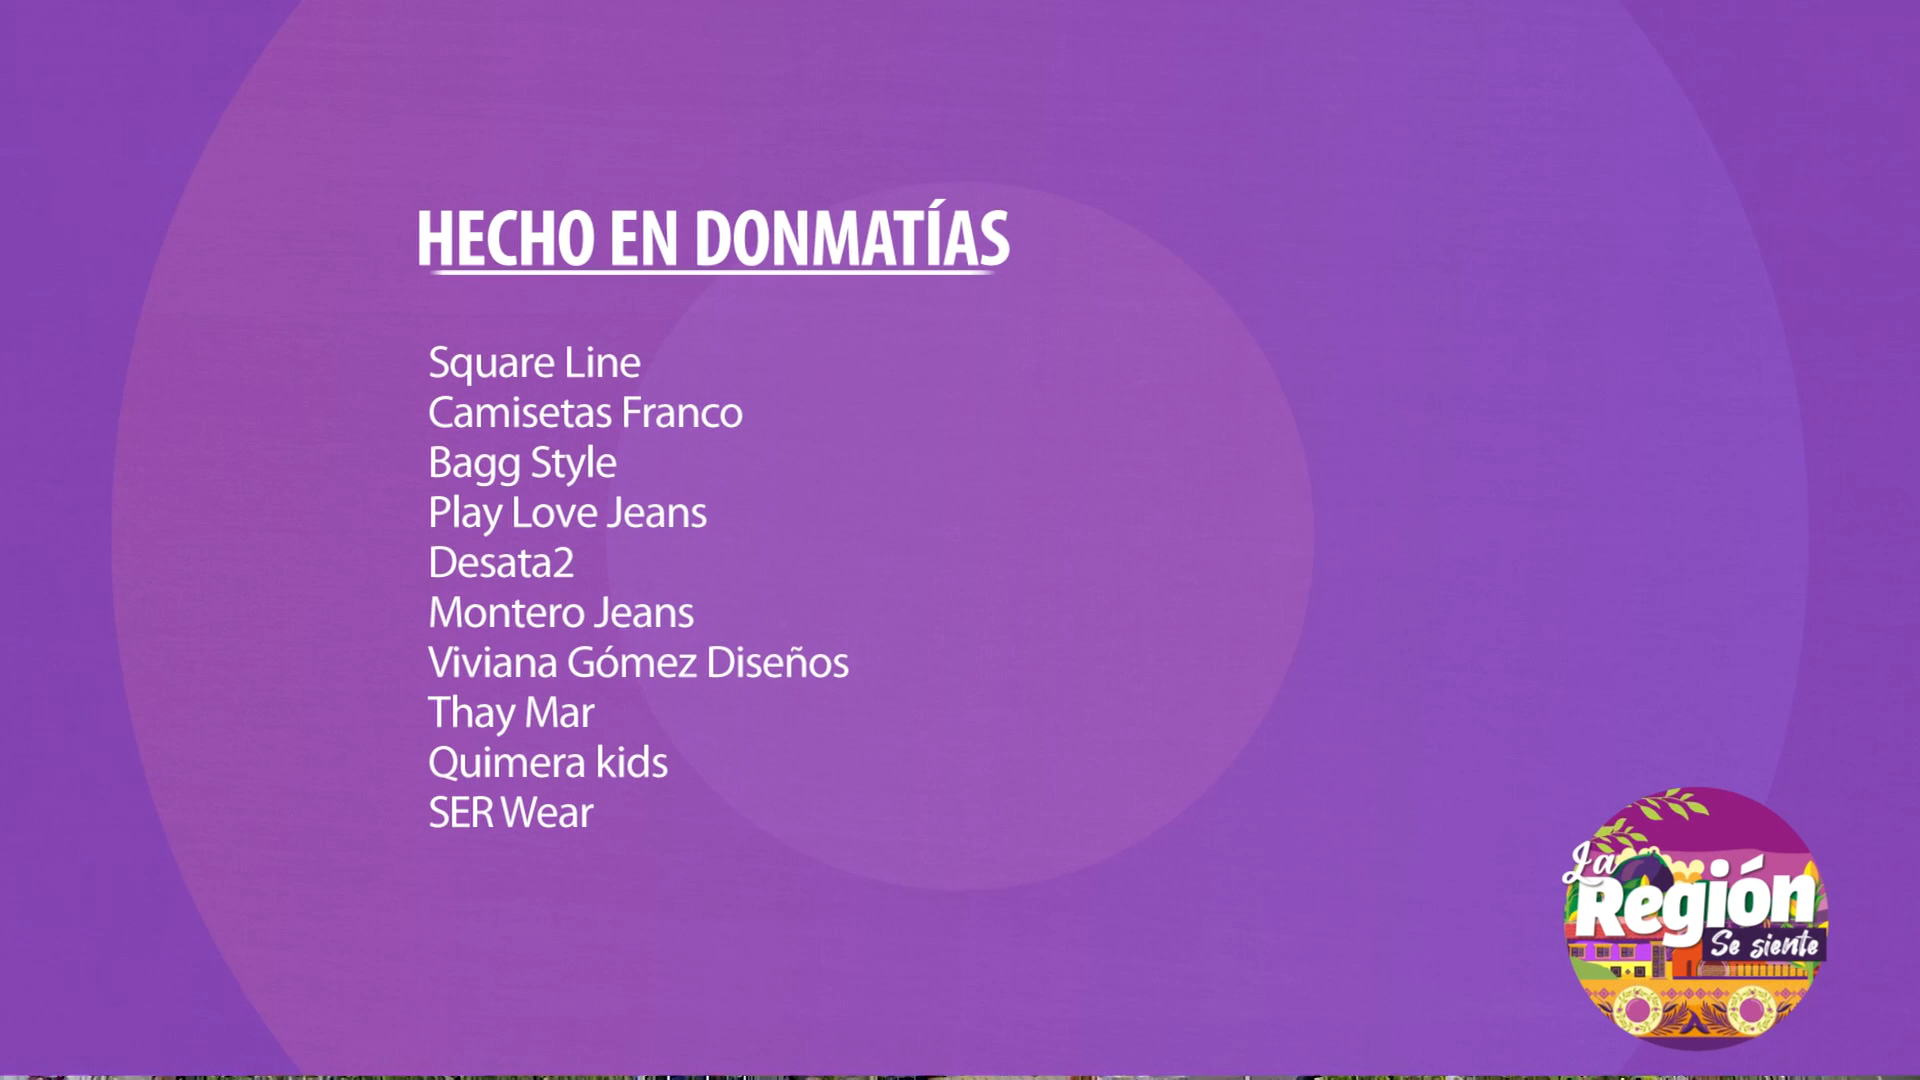 HECHO EN DONMATÍAS
Square Line
Camisetas Franco
Bagg Style
Play Love Jeans
Desata2
Montero Jeans
Viviana Gómez Diseños
Thay Mar
Quimera kids
SER Wear
La
Región
Se siente